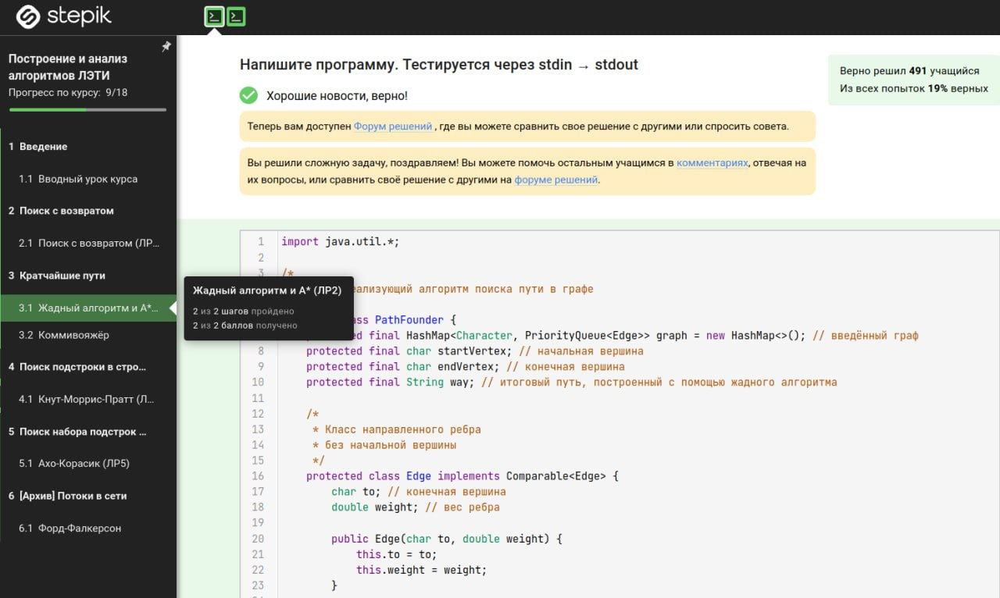 stepik
Построение и анализ
алгоритмов ЛЭТИ
Прогресс по курсу: 9/18
1 Введение
1.1 Вводный урок курса
2 Поиск с возвратом
2.1 Поиск с возвратом (ЛР...
3 Кратчайшие пути
3.1 Жадный алгоритм и A*...
3.2 Коммивояжёр
4 Поиск подстроки в стро...
4.1 Кнут-Моррис-Пратт (Л...
5 Поиск набора подстрок ...
5.1 Ахо-Корасик (ЛР5)
6 [Архив] Потоки в сети
6.1 Форд-Фалкерсон
Жадный алгоритм и A* (ЛР2)
2 из 2 шагов пройдено
2 из 2 баллов получено
Напишите программу. Тестируется через stdin → stdout
Хорошие новости, верно!
Теперь вам доступен Форум решений , где вы можете сравнить свое решение с другими или спросить совета.
Вы решили сложную задачу, поздравляем! Вы можете помочь остальным учащимся в комментариях, отвечая на
их вопросы, или сравнить своё решение с другими на форуме решений.
Верно решил 491 учащийся
Из всех попыток 19% верных
1 import java.util.*;
2
3 /*
еализующий алгоритм поиска пути в графе
ss PathFounder {
ed final HashMap<Character, PriorityQueue<Edge>> graph = new HashMap<>(); // введённый граф
8 protected final char startVertex; // начальная вершина
9 protected final char endVertex; // конечная вершина
10 protected final String way; // итоговый путь, построенный с помощью жадного алгоритма
11
12 /*
13 * Класс направленного ребра
14 * без начальной вершины
15 */
16 protected class Edge implements Comparable<Edge> {
17 char to; // конечная вершина
18 double weight; // вес ребра
19
20 public Edge(char to, double weight) {
21 this.to = to;
22 this.weight = weight;
23 }